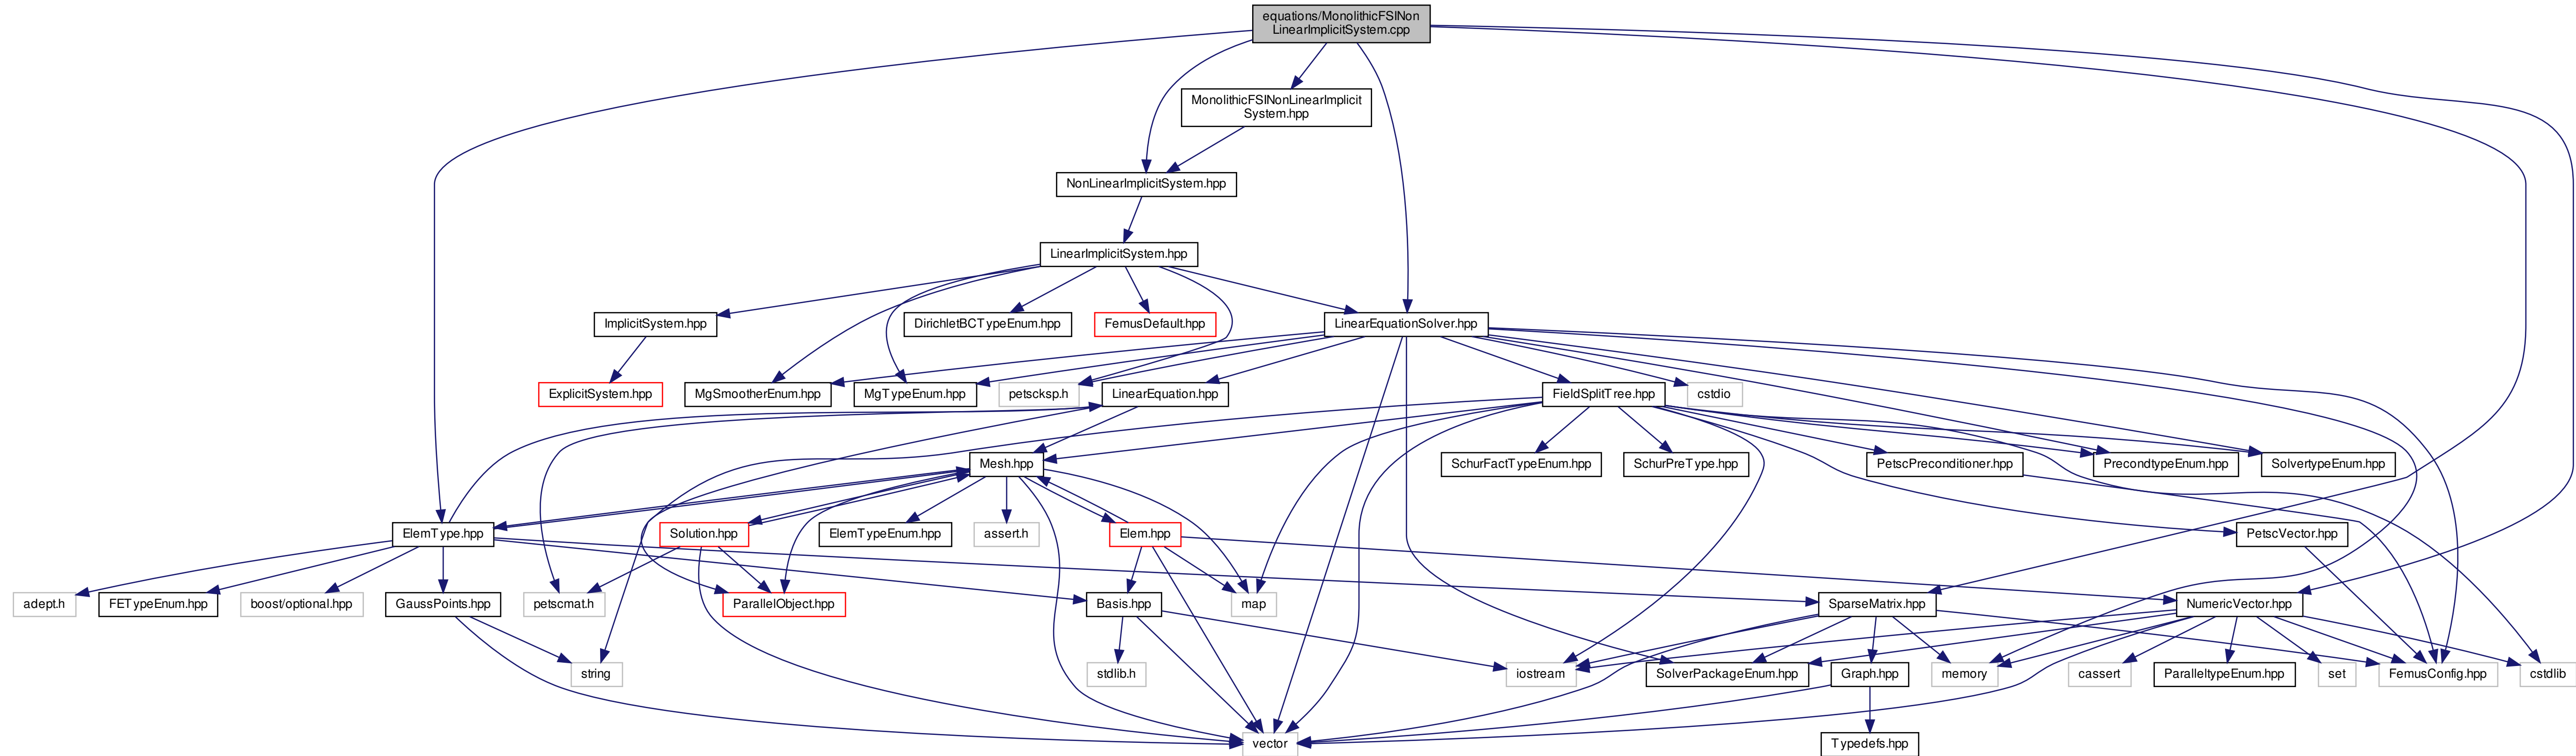 equations/MonolithicFSINon
LinearImplicitSystem.cpp
MonolithicFSINonLinearImplicit
System.hpp
NonLinearImplicitSystem.hpp
LinearImplicitSystem.hpp
ImplicitSystem.hpp
DirichletBCTypeEnum.hpp
FemusDefault.hpp
LinearEquationSolver.hpp
ExplicitSystem.hpp
MgSmootherEnum.hpp
MgTypeEnum.hpp
petscksp.h
LinearEquation.hpp
FieldSplitTree.hpp
cstdio
Mesh.hpp
SchurFactTypeEnum.hpp
SchurPreType.hpp
PetscPreconditioner.hpp
PrecondtypeEnum.hpp
SolvertypeEnum.hpp
ElemType.hpp
Solution.hpp
ElemTypeEnum.hpp
assert.h
Elem.hpp
PetscVector.hpp
adept.h
FETypeEnum.hpp
boost/optional.hpp
GaussPoints.hpp
petscmat.h
ParallelObject.hpp
Basis.hpp
map
SparseMatrix.hpp
NumericVector.hpp
string
stdlib.h
iostream
SolverPackageEnum.hpp
Graph.hpp
memory
cassert
ParalleltypeEnum.hpp
set
FemusConfig.hpp
cstdlib
vector
Typedefs.hpp